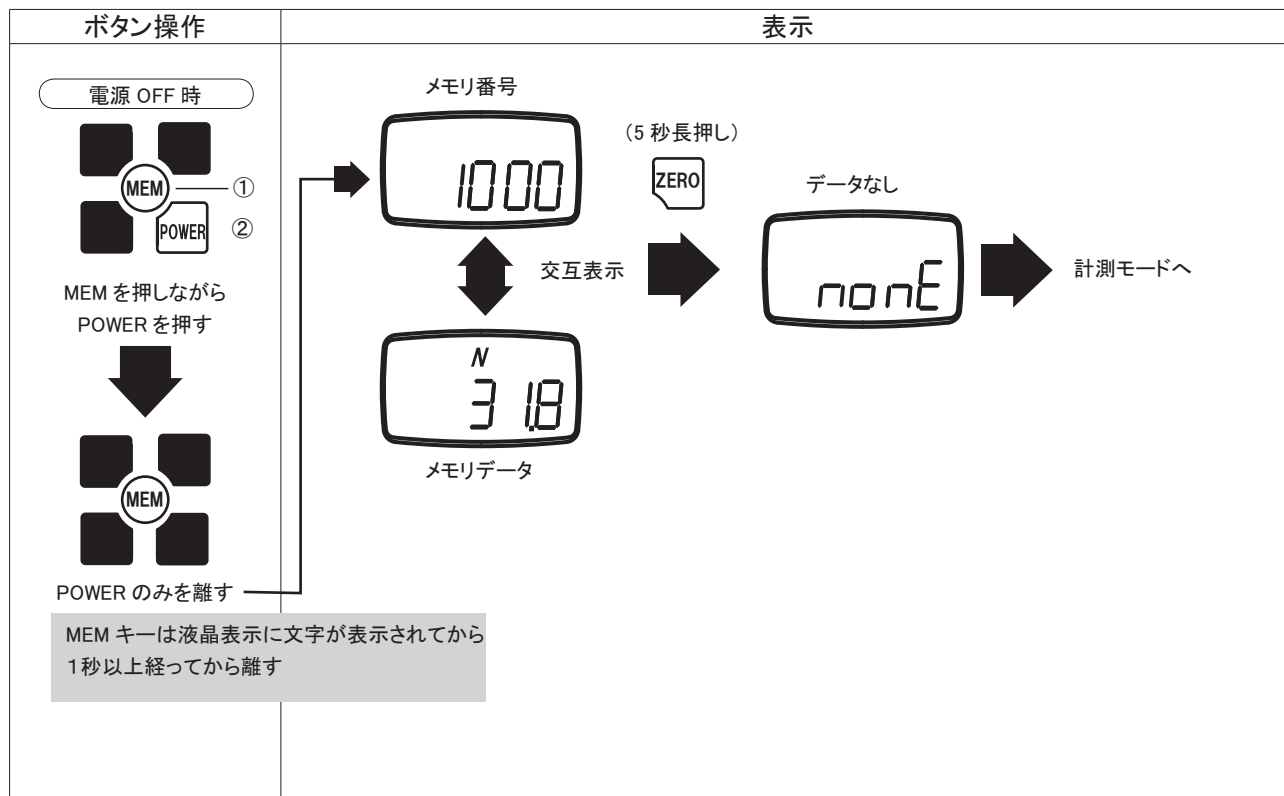 ボタン操作
表示
電源 OFF 時
MEM
①
POWER
②
MEM を押しながら
POWER を押す
MEM
POWER のみを離す
MEM キーは液晶表示に文字が表示されてから
1秒以上経ってから離す
メモリ番号
1000
交互表示
N
31.8
メモリデータ
(5 秒長押し)
ZERO
データなし
nonE
計測モードへ